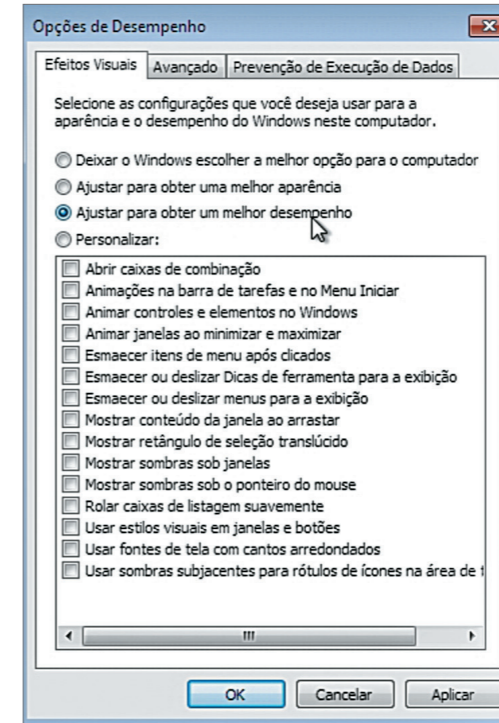 Opções de Desempenho
Efeitos Visuais
Avançado
Prevenção de Execução de Dados
Selecione as configurações que você deseja usar para a
aparência e o desempenho do Windows neste computador.
Deixar o Windows escolher a melhor opção para o computador
Ajustar para obter uma melhor aparência
Ajustar para obter um melhor desempenho
Personalizar:
Abrir caixas de combinação
Animações na barra de tarefas e no Menu Iniciar
Animar controles e elementos no Windows
Animar janelas ao minimizar e maximizar
Esmaecer itens de menu após clicados
Esmaecer ou deslizar Dicas de ferramenta para a exibição
Esmaecer ou deslizar menus para a exibição
Mostrar conteúdo da janela ao arrastar
Mostrar retângulo de seleção translúcido
Mostrar sombras sob janelas
Mostrar sombras sob o ponteiro do mouse
Rolar caixas de listagem suavemente
Usar estilos visuais em janelas e botões
Usar fontes de tela com cantos arredondados
Usar sombras subjacentes para rótulos de ícones na área de
OK
Cancelar
Aplicar